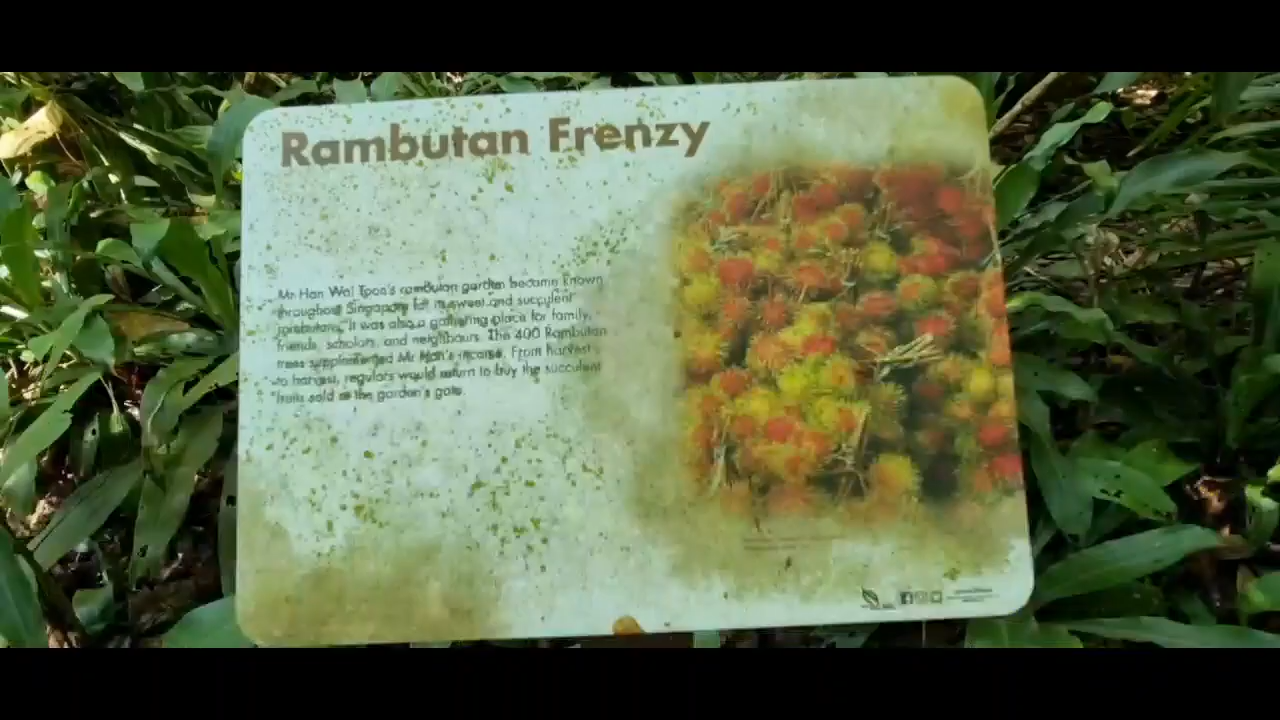 Rambutan Frenzy
Mr Han Wai Toon's rambutan garden became known
throughout Singapore for its sweet and succulent
rambutans. It was also a gathering place for family,
friends, scholars, and neighbours. The 400 Rambutan
trees supplemented Mr Han's income. From harvest
to harvest, regulars would return to buy the succulent
fruits sold at the garden's gate.